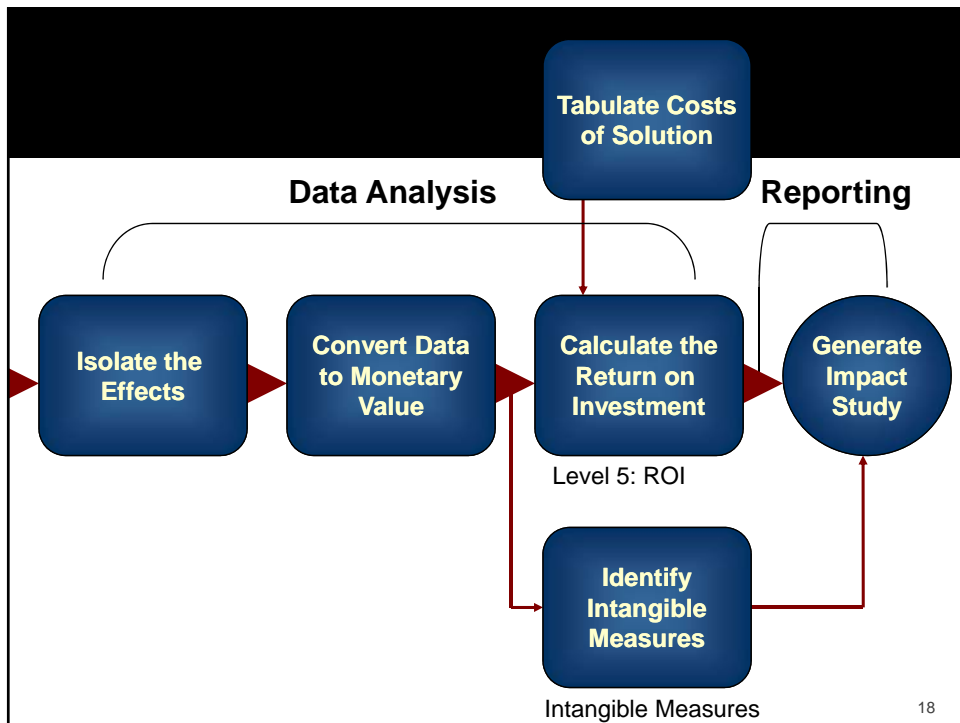 Tabulate Costs
of Solution
Data Analysis
Reporting
Isolate the
Effects
Convert Data
to Monetary
Value
Calculate the
Return on
Investment
Generate
Impact
Study
Level 5: ROI
Identify
Intangible
Measures
Intangible Measures
18